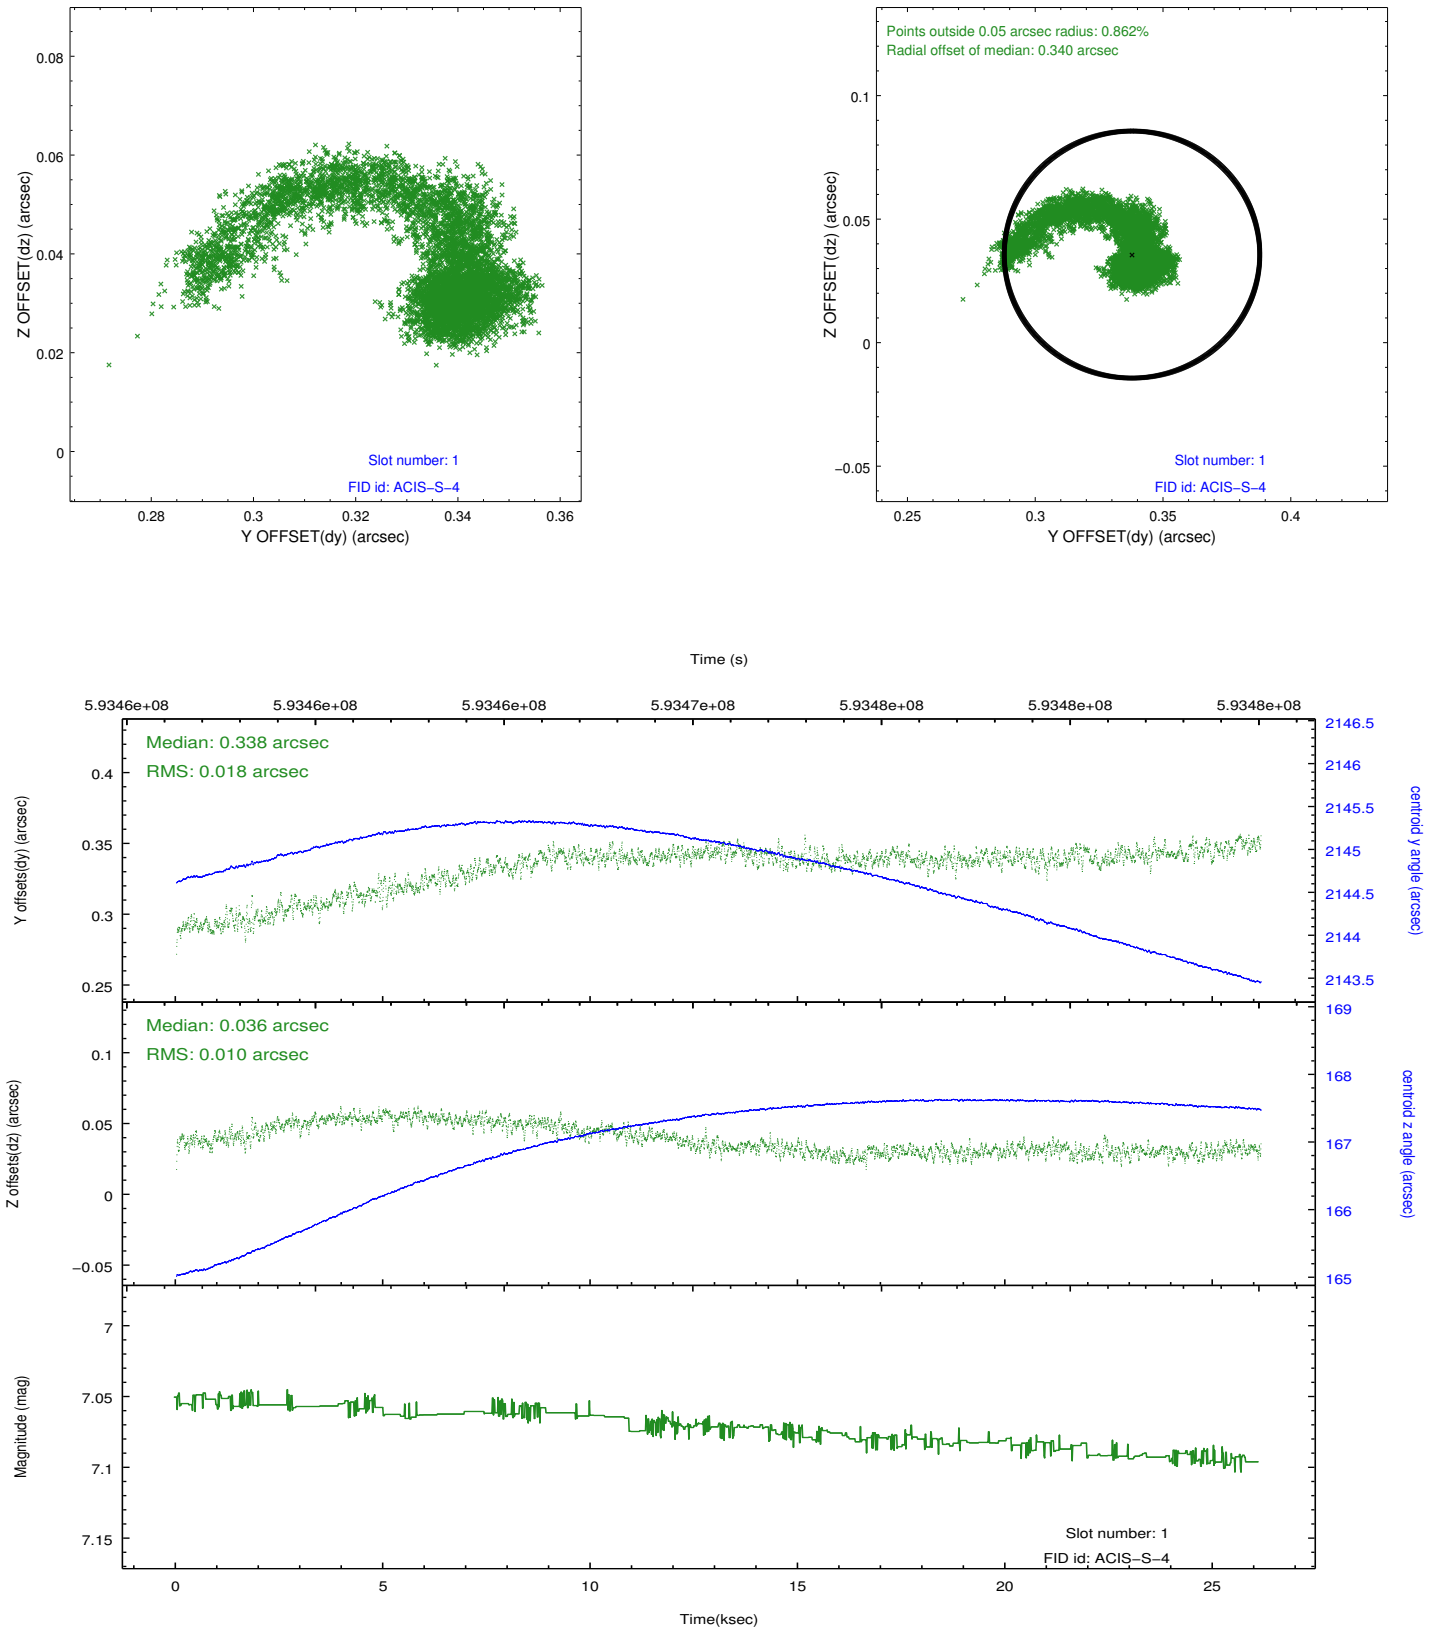 0.08
0.06
0.04
0.02
0
0.28
0.3
0.32
0.34
0.36
Z OFFSET(dz) (arcsec)
Y OFFSET(dy) (arcsec)
Slot number: 1
FID id: ACIS−S−4
Points outside 0.05 arcsec radius: 0.862%
Radial offset of median: 0.340 arcsec
0.1
0.05
0
−0.05
0.25
0.3
0.35
0.4
Z OFFSET(dz) (arcsec)
Y OFFSET(dy) (arcsec)
Slot number: 1
FID id: ACIS−S−4
Time (s)
5.9346e+08
5.9346e+08
5.9346e+08
5.9347e+08
5.9348e+08
5.9348e+08
5.9348e+08
Median: 0.338 arcsec
RMS: 0.018 arcsec
0.4
0.35
0.3
0.25
Y offsets(dy) (arcsec)
2146.5
2146
2145.5
2145
2144.5
2144
2143.5
centroid y angle (arcsec)
Median: 0.036 arcsec
RMS: 0.010 arcsec
0.1
0.05
0
−0.05
Z offsets(dz) (arcsec)
169
168
167
166
165
centroid z angle (arcsec)
7
7.05
7.1
7.15
Magnitude (mag)
Slot number: 1
FID id: ACIS−S−4
0
5
10
15
20
25
Time(ksec)